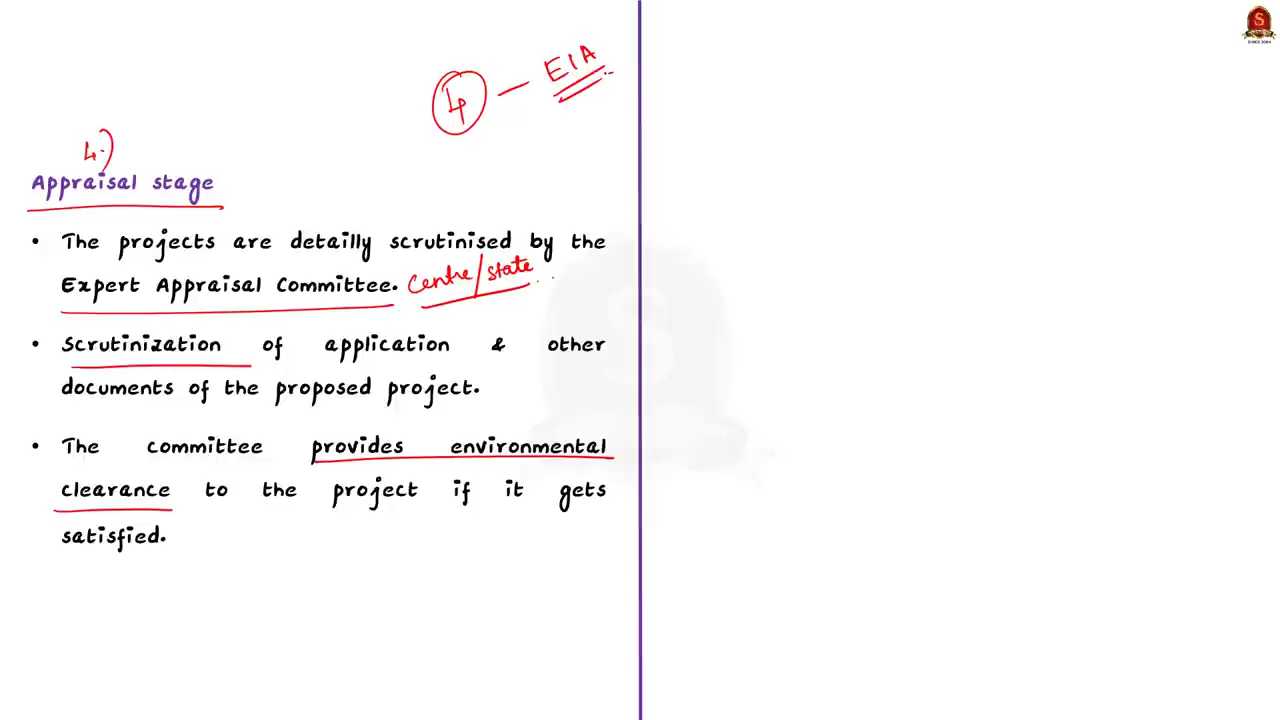 4 — EIA
4.)
Appraisal stage
• The projects are detailly scrutinised by the
Expert Appraisal Committee. Centre/state ..
• Scrutinization of application & other
documents of the proposed project.
• The committee provides environmental
clearance to the project if it gets
satisfied.
S
SINCE 2004